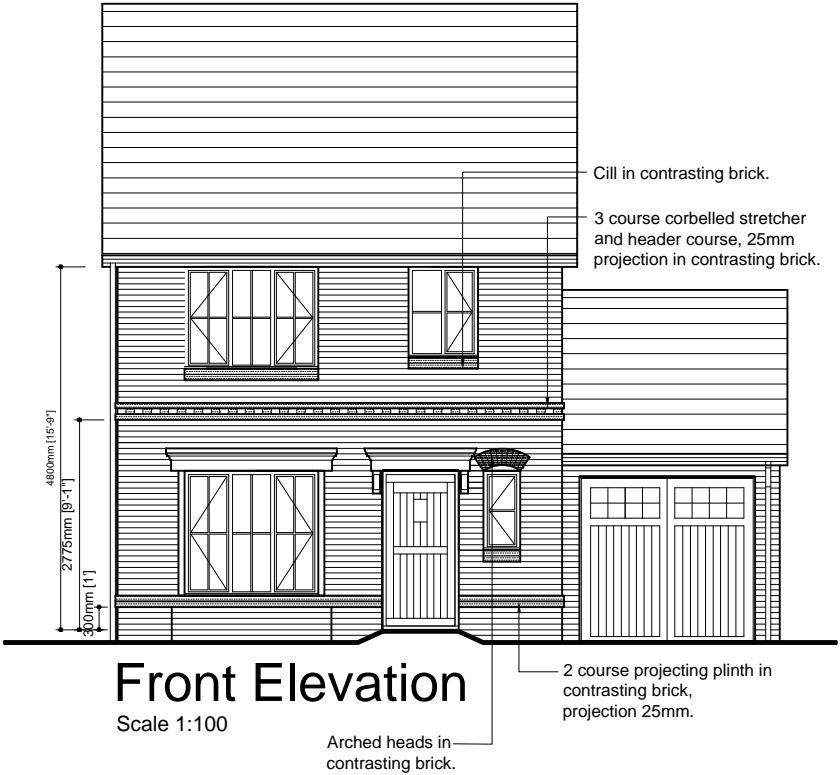 Cill in contrasting brick.
3 course corbelled stretcher
and header course, 25mm
projection in contrasting brick.
4800mm [15'-9"]
2775mm [9'-1"]
300mm [1']
Front Elevation
Scale 1:100
2 course projecting plinth in
contrasting brick,
projection 25mm.
Arched heads in
contrasting brick.